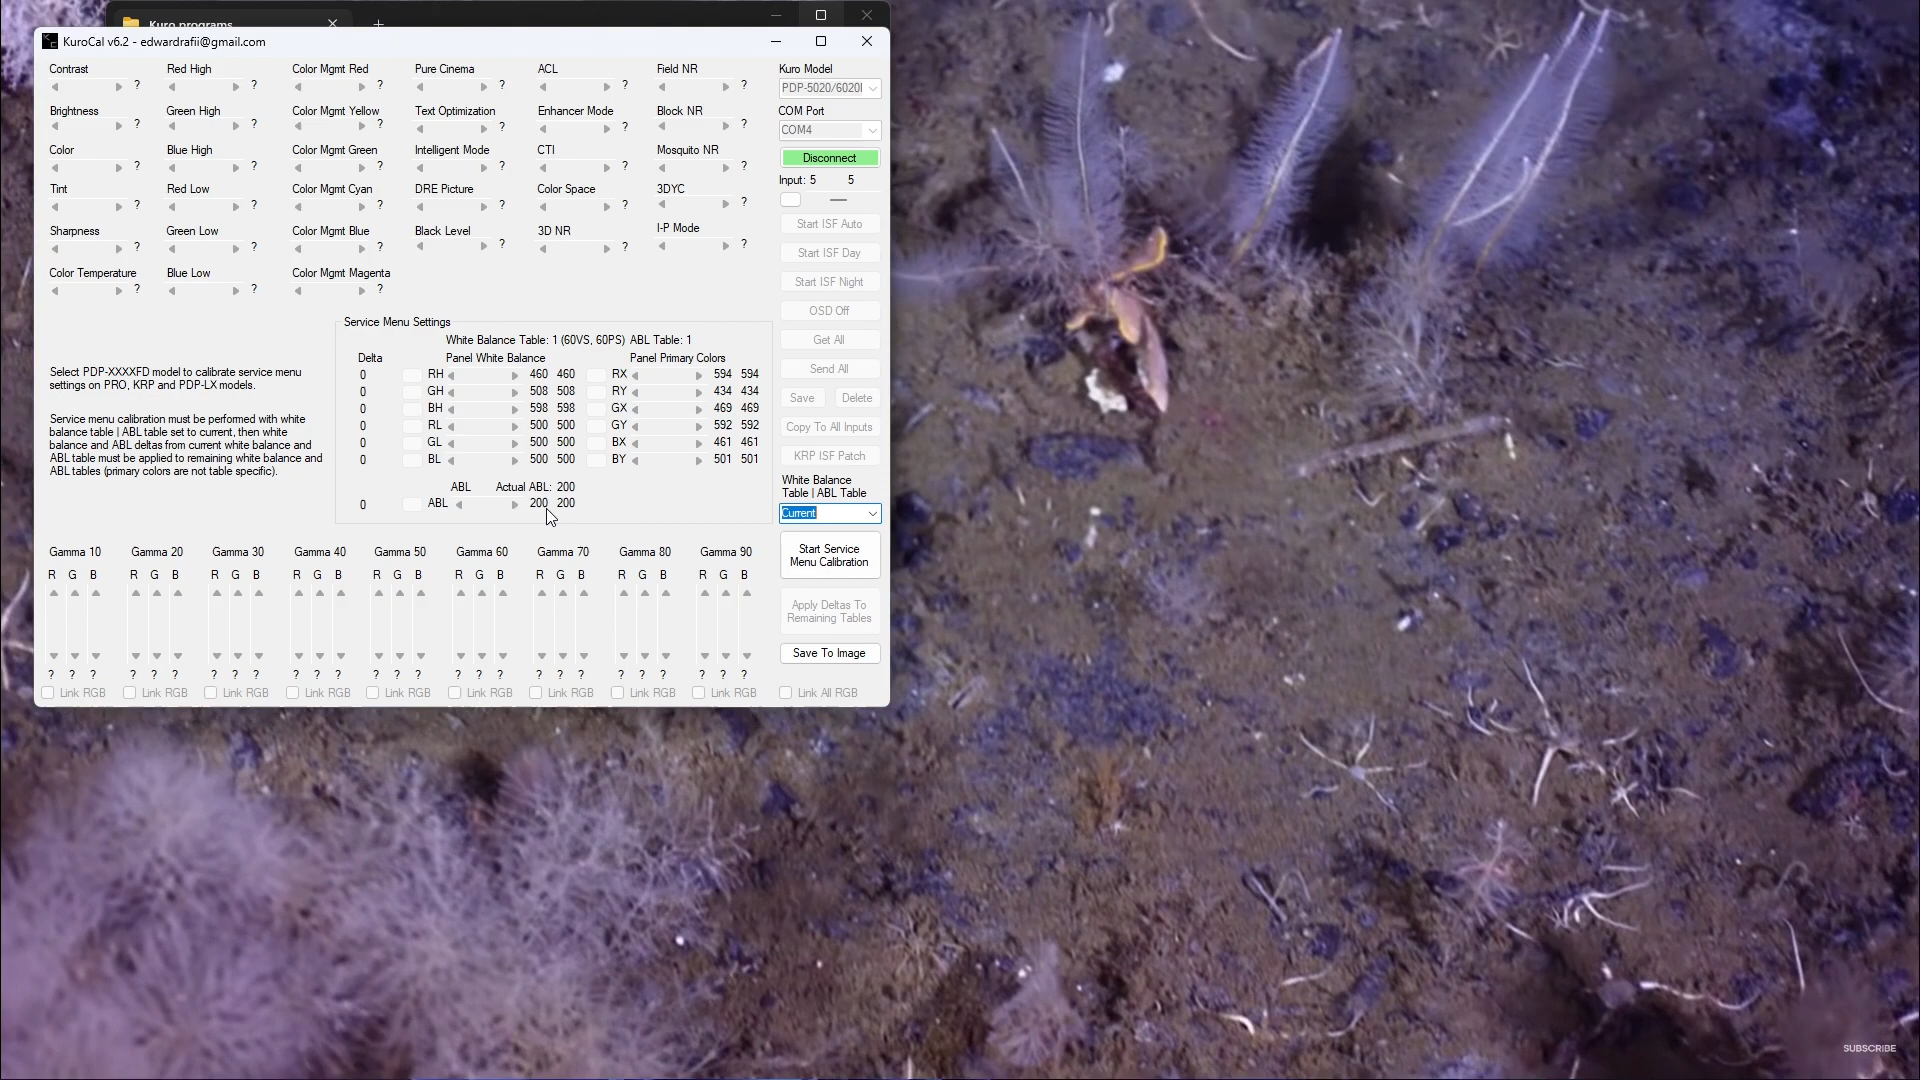 Kuro programs
KuroCal v6.2 - edwardrafii@gmail.com
Contrast Red High Color Mgmt Red Pure Cinema ACL Field NR Kuro Model
? ? ? ? ? ? PDP-5020/6020
Brightness Green High Color Mgmt Yellow Text Optimization Enhancer Mode Block NR COM Port
? ? ? ? ? ? COM4
Color Blue High Color Mgmt Green Intelligent Mode CTI Mosquito NR Disconnect
? ? ? ? ? ? Input: 5 5
Tint Red Low Color Mgmt Cyan DRE Picture Color Space 3DYC
? ? ? ? ? ?
Sharpness Green Low Color Mgmt Blue Black Level 3D NR I-P Mode Start ISF Auto
? ? ? ? ? ? Start ISF Day
Color Temperature Blue Low Color Mgmt Magenta Start ISF Night
? ? ?
OSD Off
Get All
Send All
Save Delete
Copy To All Inputs
KRP ISF Patch
Service Menu Settings
White Balance Table: 1 (60VS, 60PS) ABL Table: 1
Delta Panel White Balance Panel Primary Colors
0 RH 460 460 RX 594 594
0 GH 508 508 RY 434 434
0 BH 598 598 GX 469 469
0 RL 500 500 GY 592 592
0 GL 500 500 BX 461 461
0 BL 500 500 BY 501 501
ABL Actual ABL: 200
0 ABL 200 200
Select PDP-XXXXFD model to calibrate service menu
settings on PRO, KRP and PDP-LX models.
Service menu calibration must be performed with white
balance table | ABL table set to current, then white
balance and ABL deltas from current white balance and
ABL table must be applied to remaining white balance and
ABL tables (primary colors are not table specific).
White Balance
Table | ABL Table
Current
Start Service
Menu Calibration
Apply Deltas To
Remaining Tables
Save To Image
Gamma 10 Gamma 20 Gamma 30 Gamma 40 Gamma 50 Gamma 60 Gamma 70 Gamma 80 Gamma 90
R G B R G B R G B R G B R G B R G B R G B R G B R G B
? ? ? ? ? ? ? ? ? ? ? ? ? ? ? ? ? ? ? ? ? ? ? ? ? ? ?
Link RGB Link RGB Link RGB Link RGB Link RGB Link RGB Link RGB Link RGB Link RGB Link All RGB
SUBSCRIBE